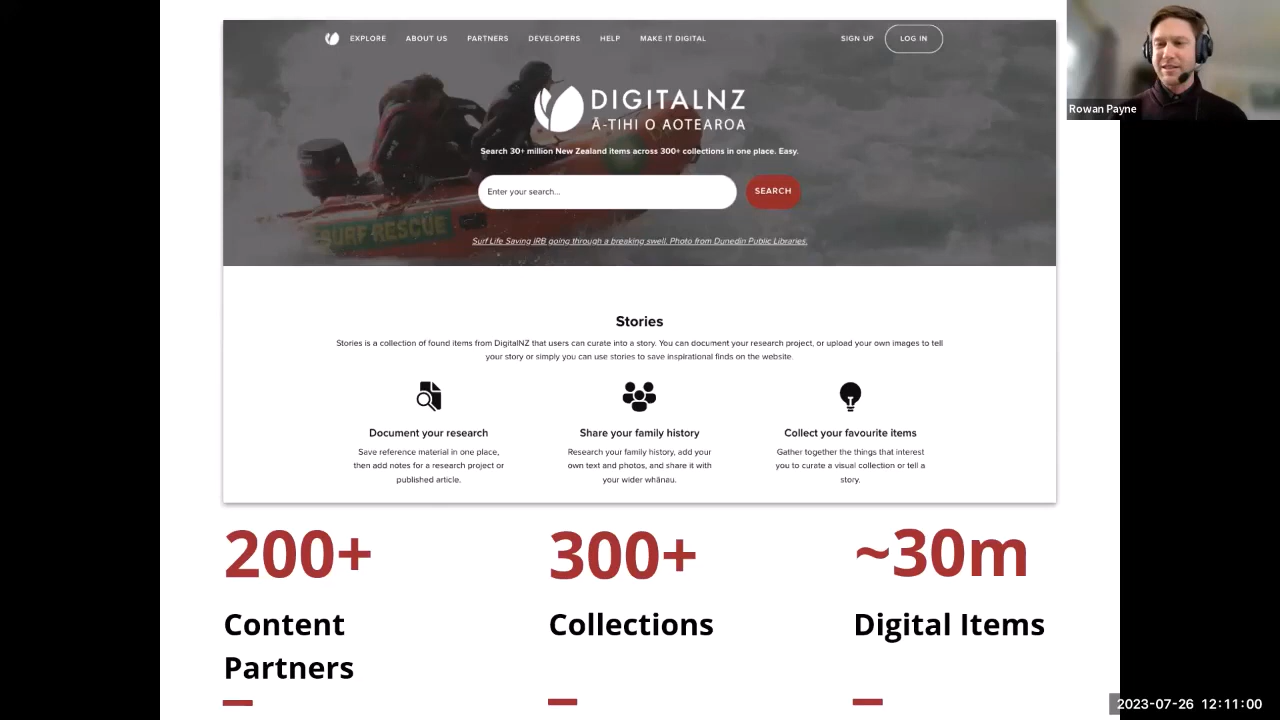 EXPLORE ABOUT US PARTNERS DEVELOPERS HELP MAKE IT DIGITAL SIGN UP LOG IN
DIGITALNZ
Ā-TIHI O AOTEAROA
Search 30+ million New Zealand items across 300+ collections in one place. Easy.
Enter your search...
SEARCH
SURF RESCUE
Surf Life Saving IRB going through a breaking swell. Photo from Dunedin Public Libraries.
Rowan Payne
Stories
Stories is a collection of found items from DigitalNZ that users can curate into a story. You can document your research project, or upload your own images to tell
your story or simply you can use stories to save inspirational finds on the website.
Document your research
Save reference material in one place,
then add notes for a research project or
published article.
Share your family history
Research your family history, add your
own text and photos, and share it with
your wider whānau.
Collect your favourite items
Gather together the things that interest
you to curate a visual collection or tell a
story.
200+
Content
Partners
300+
Collections
~30m
Digital Items
2023-07-26 12:11:00